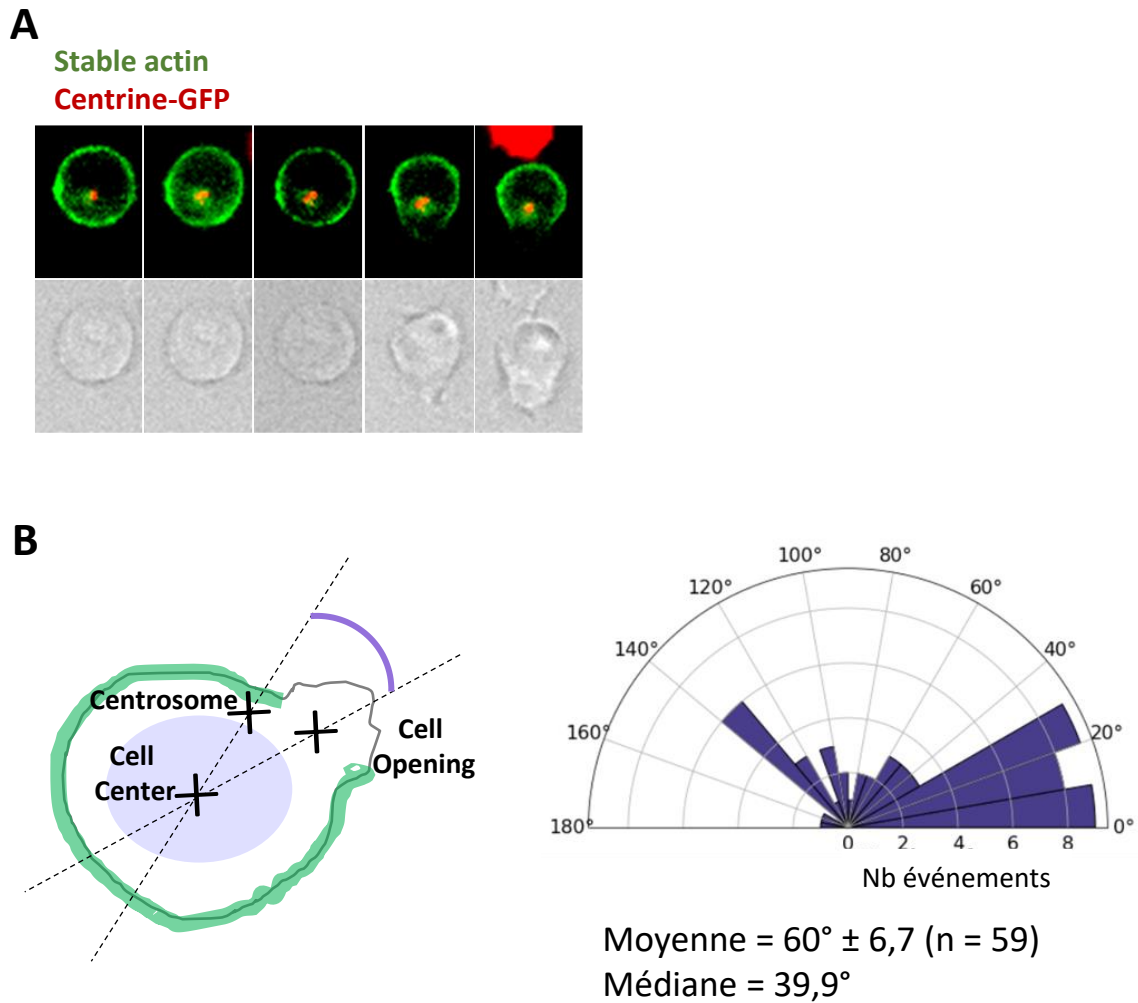 A
Stable actin
Centrine-GFP
B
Centrosome
Cell
Center
Cell
Opening
100°
80°
120°
60°
140°
40°
160°
20°
180°
0°
0
2
4
6
8
Nb événements
Moyenne = 60° ± 6,7 (n = 59)
Médiane = 39,9°